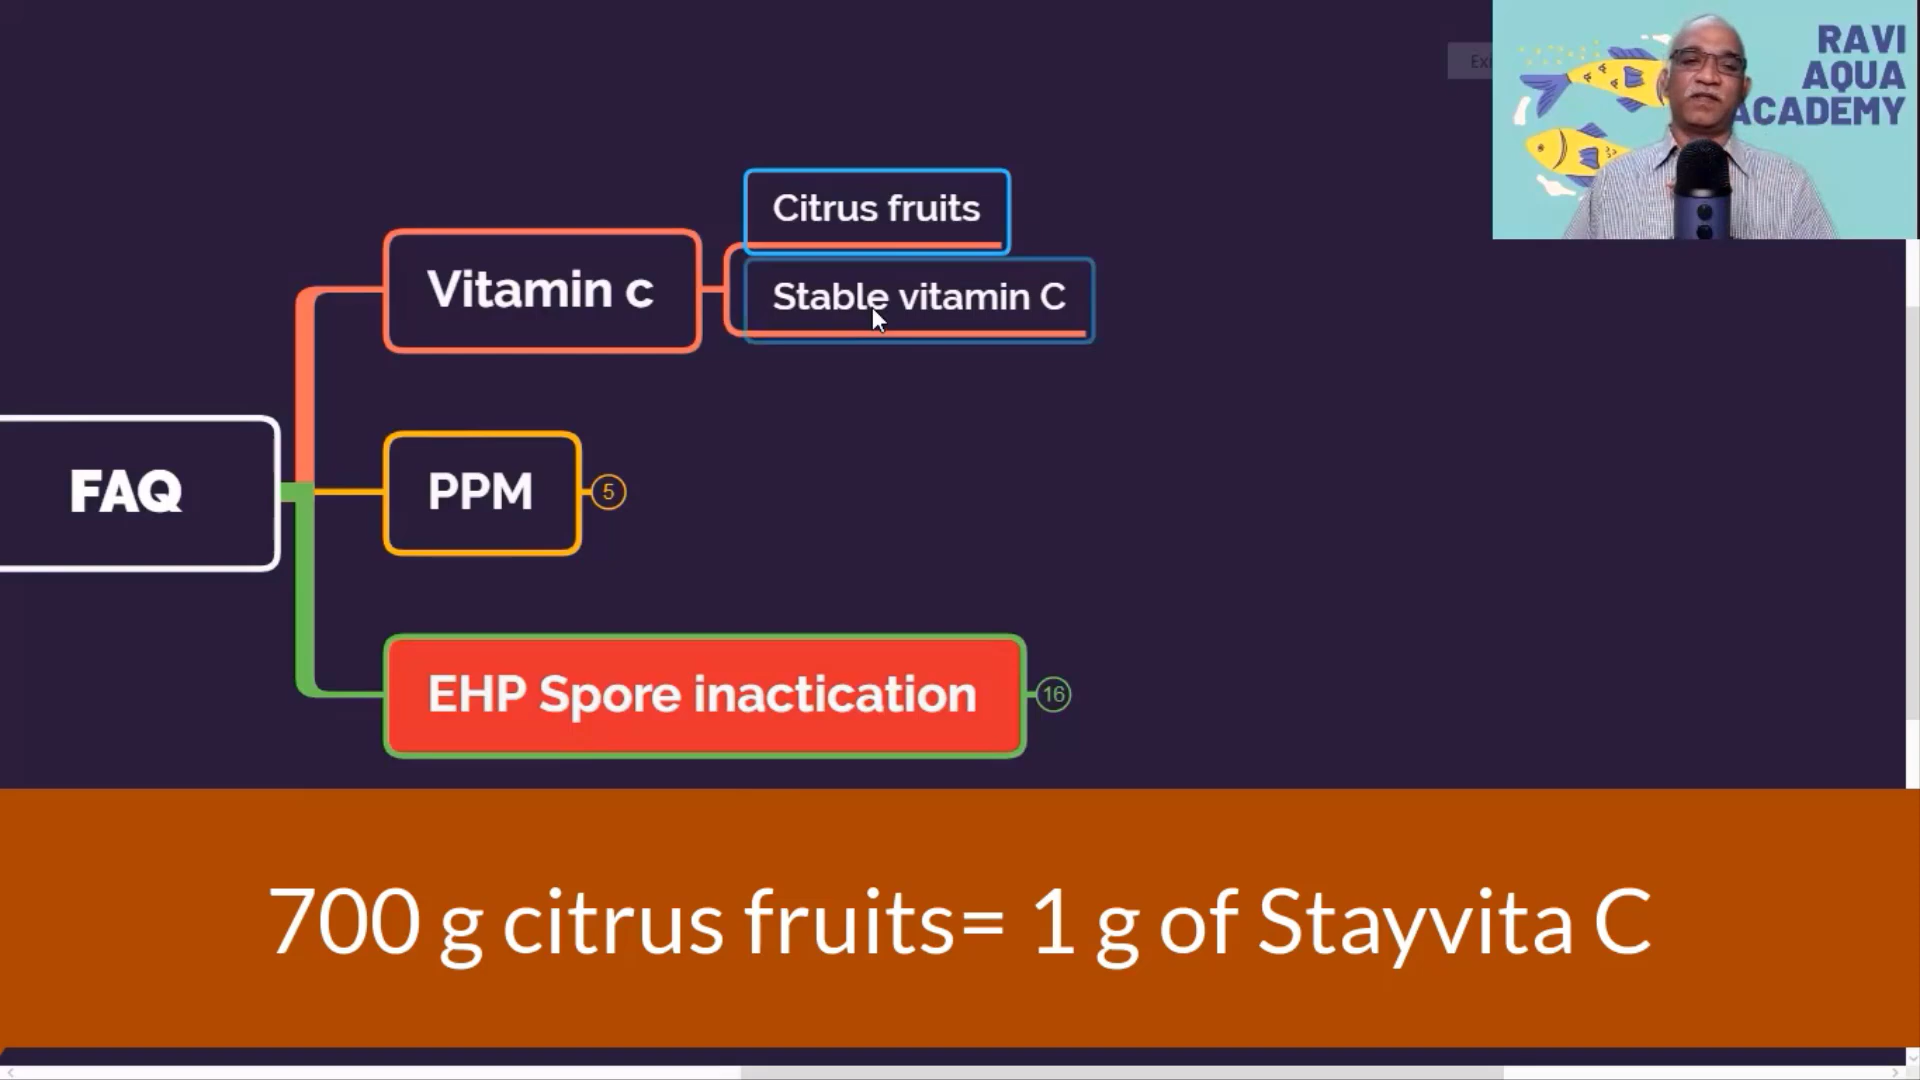 RAVI
AQUA
ACADEMY
Citrus fruits
Vitamin c
Stable vitamin C
FAQ
PPM
5
EHP Spore inactication
16
700 g citrus fruits= 1 g of Stayvita C